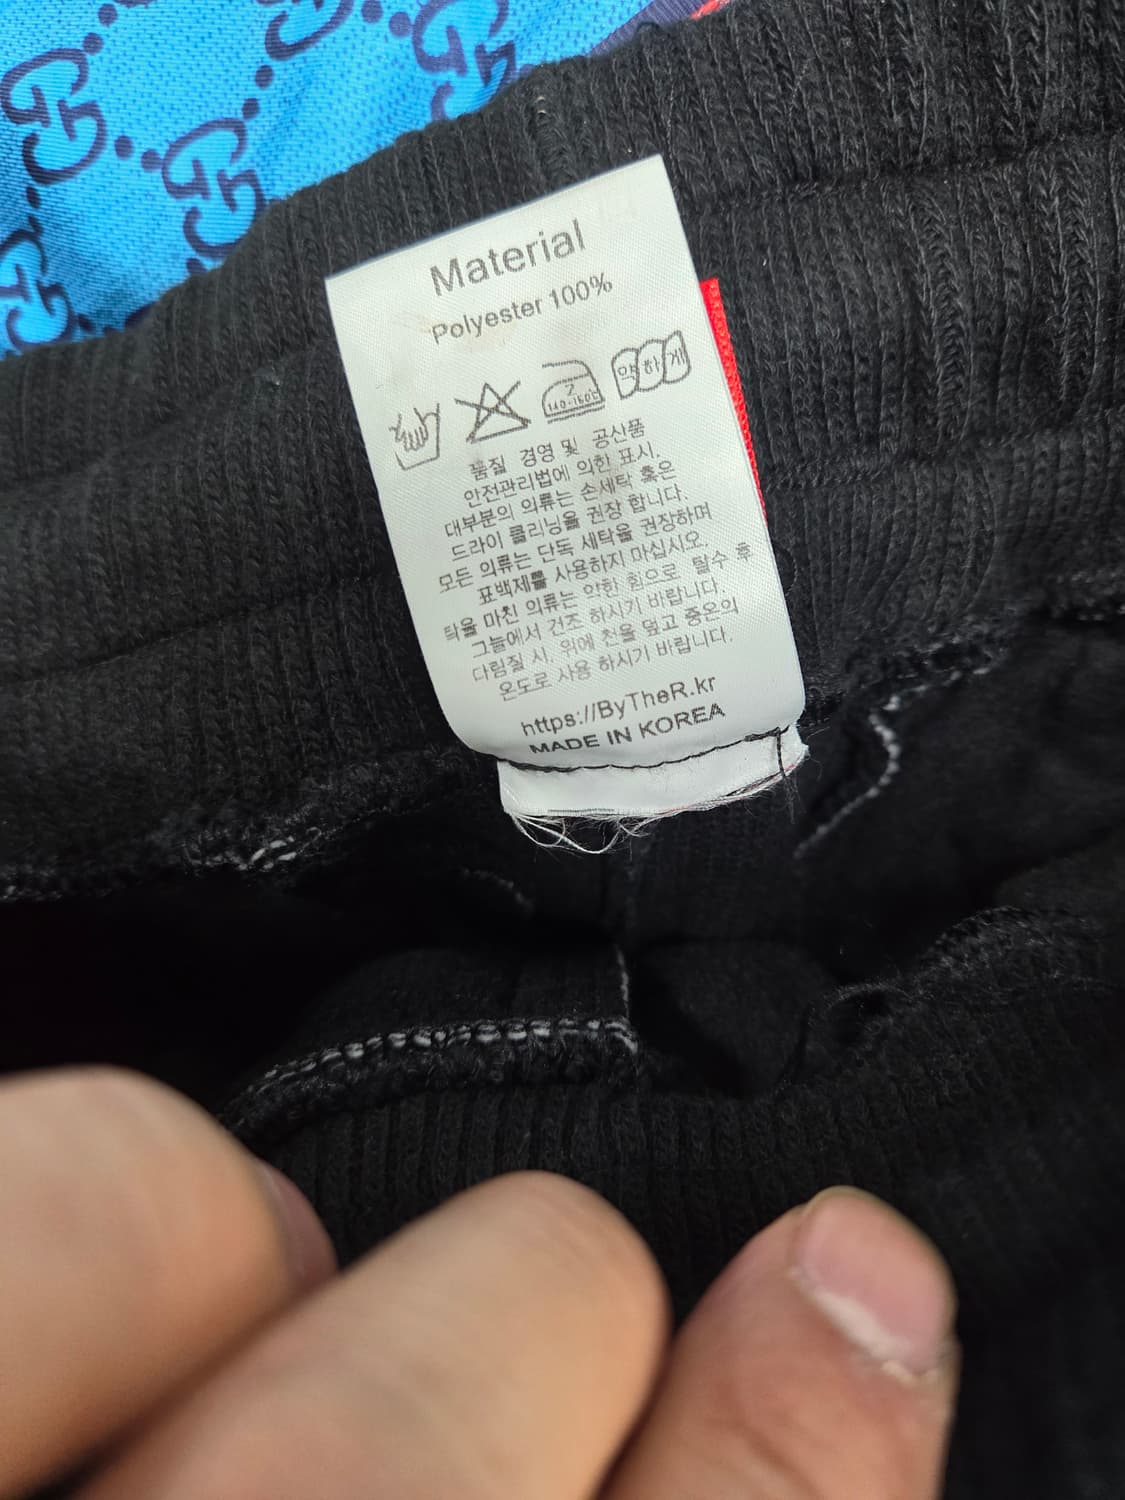 Material
Polyester 100%
2
140-160℃
약하게
품질 경영 및 공산품
안전관리법에 의한 표시.
대부분의 의류는 손세탁 혹은
드라이 클리닝을 권장 합니다.
모든 의류는 단독 세탁을 권장하며
표백제를 사용하지 마십시오.
탁을 마친 의류는 약한 힘으로 탈수 후
그늘에서 건조 하시기 바랍니다.
다림질 시, 위에 천을 덮고 중온의
온도로 사용 하시기 바랍니다.
https://ByTheR.kr
MADE IN KOREA